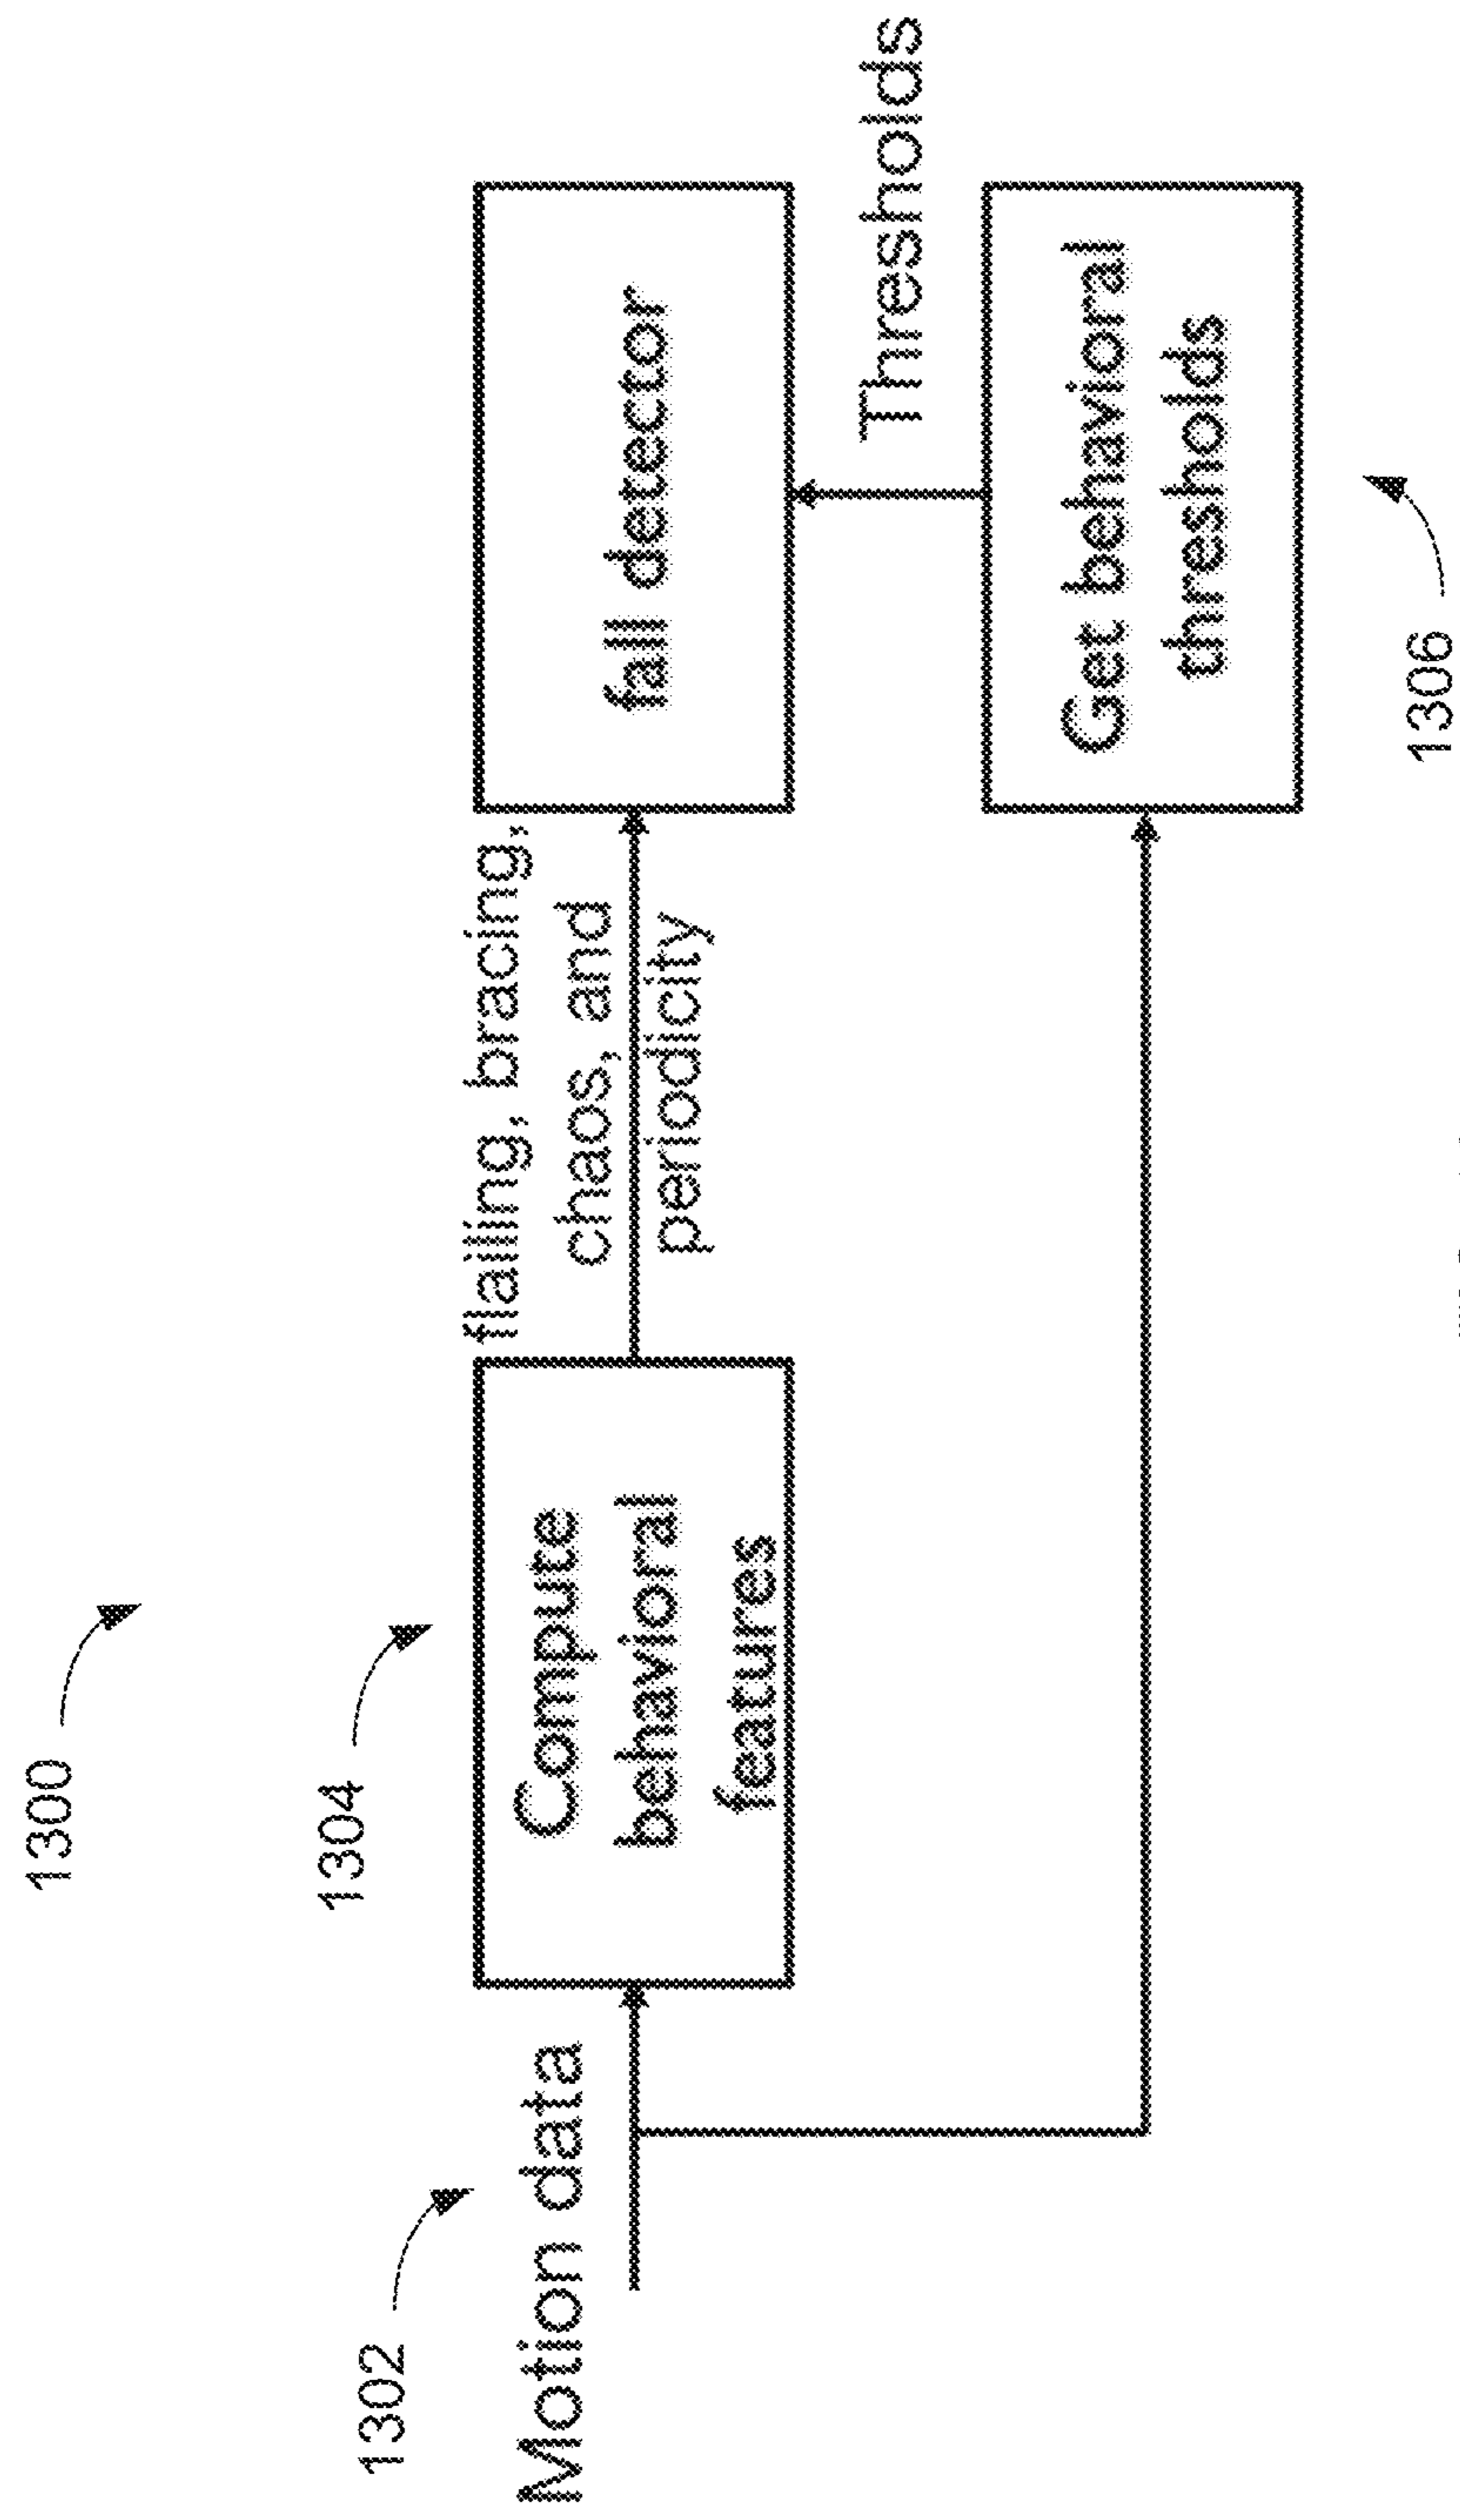 1300
1304
1302
Motion data
Compute
behavioral
features
flailing, bracing,
chaos, and
periodicity
fall detector
Thresholds
Get behavioral
thresholds
1306